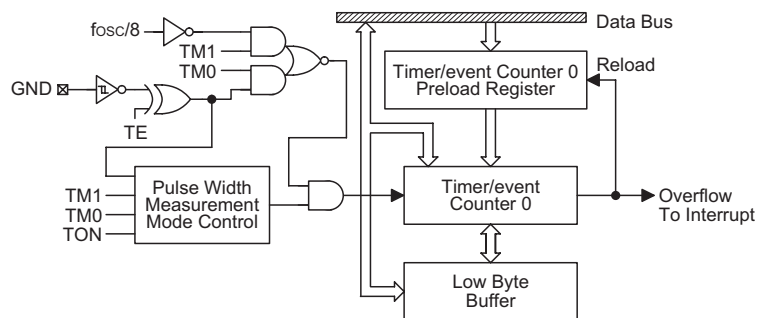 Data Bus
fosc/8
TM1
TM0
GND
TE
Timer/event Counter 0
Preload Register
Reload
TM1
TM0
TON
Pulse Width
Measurement
Mode Control
Timer/event
Counter 0
Overflow
To Interrupt
Low Byte
Buffer